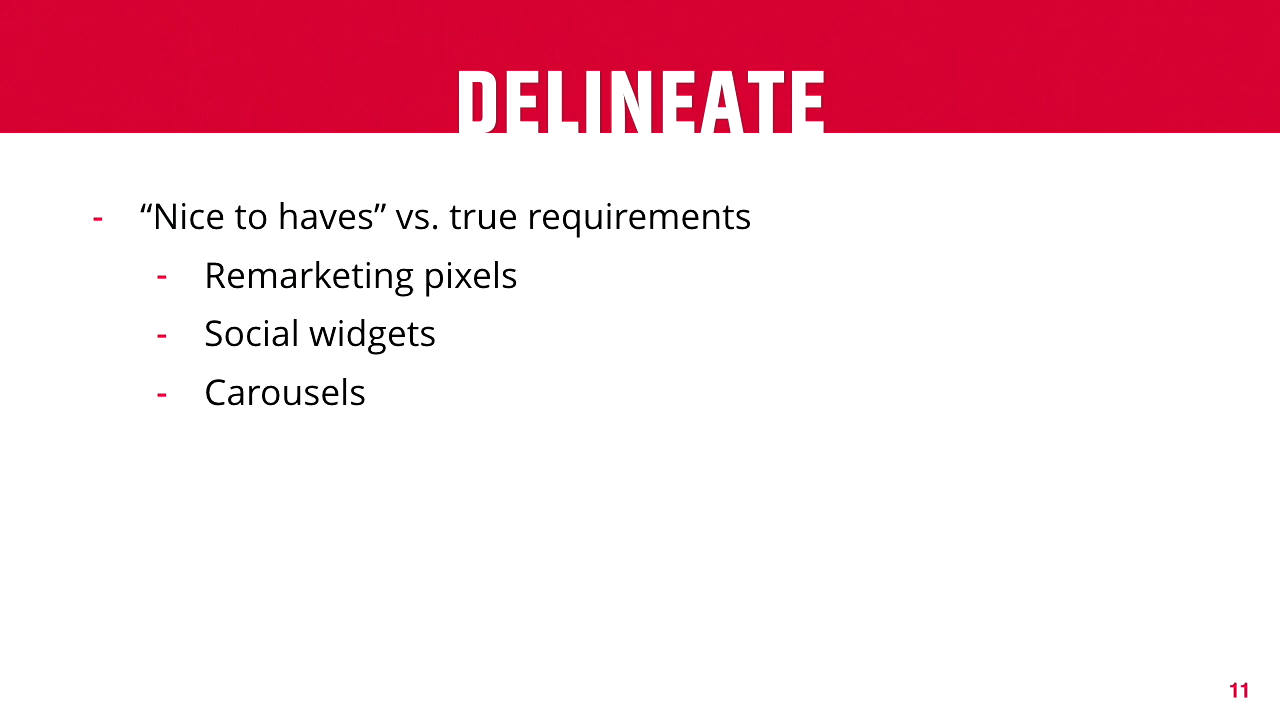 DELINEATE
- “Nice to haves” vs. true requirements
- Remarketing pixels
- Social widgets
- Carousels
11